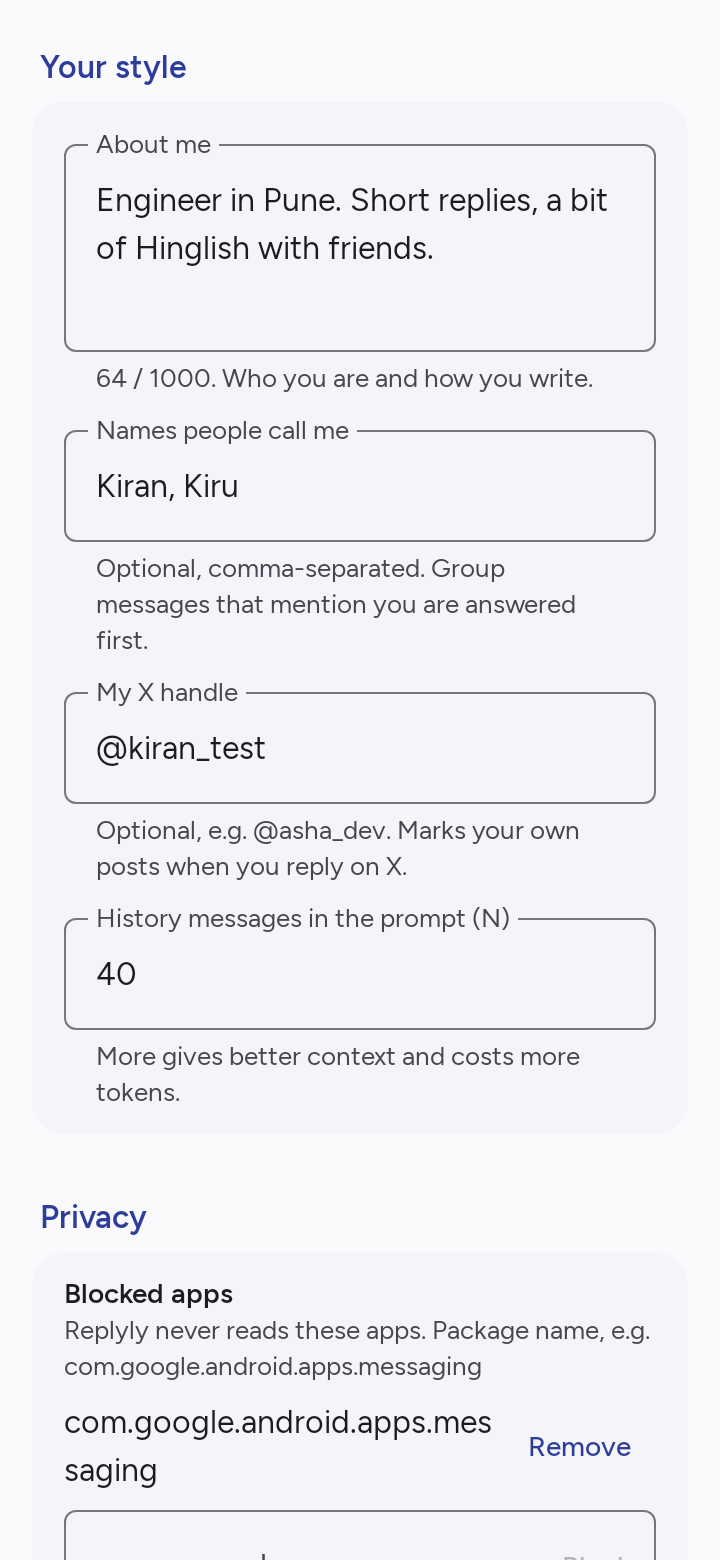 Your style
About me
Engineer in Pune. Short replies, a bit
of Hinglish with friends.
64 / 1000. Who you are and how you write.
Names people call me
Kiran, Kiru
Optional, comma-separated. Group
messages that mention you are answered
first.
My X handle
@kiran_test
Optional, e.g. @asha_dev. Marks your own
posts when you reply on X.
History messages in the prompt (N)
40
More gives better context and costs more
tokens.
Privacy
Blocked apps
Replyly never reads these apps. Package name, e.g.
com.google.android.apps.messaging
com.google.android.apps.mes
saging
Remove